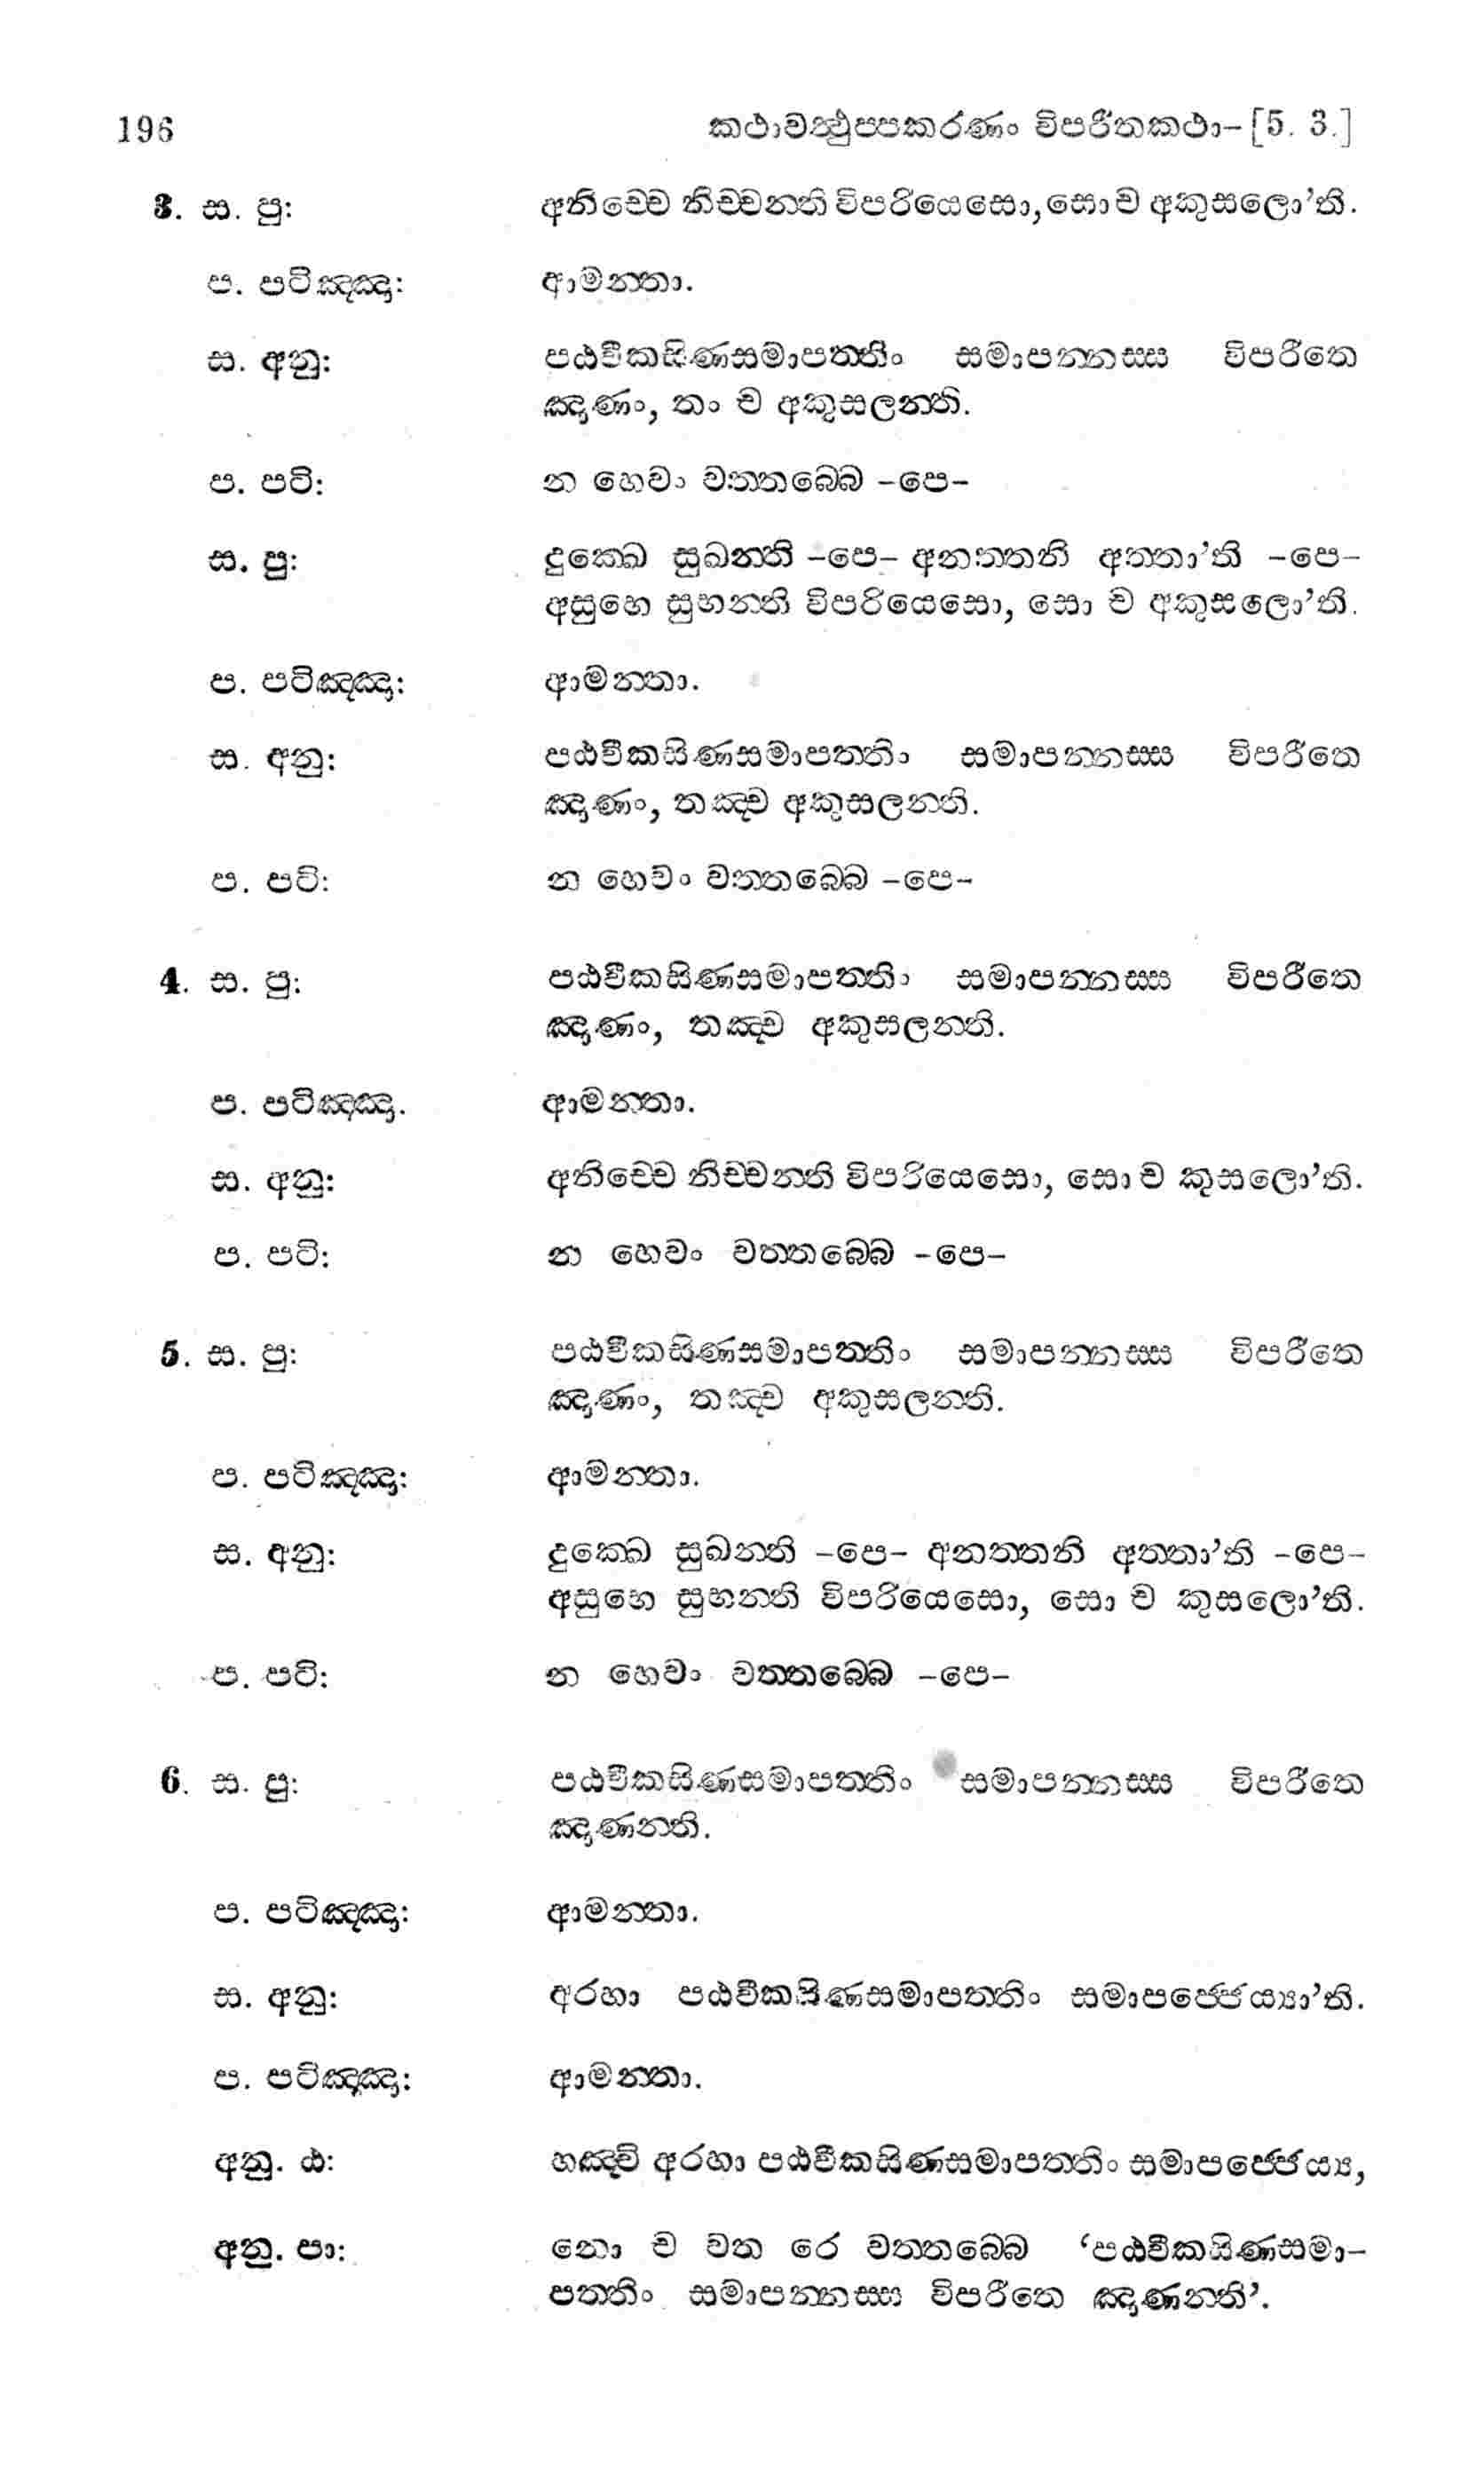 196 කථාවත්‍ථුප්පකරණං විපරීතකථා–[5. 3.]
3. ස. පු: අනිච්චෙ නිච්චන්ති විපරියෙසො, සො ච අකුසලො’ති.
ප. පටිඤ්ඤා: ආමන්තා.
ස. අනු: පඨවීකසිණසමාපත්තිං සමාපන්නස්ස විපරීතෙ
ඤාණං, තං ච අකුසලන්ති.
ප. පටි: න හෙවං වත්තබ්බෙ –පෙ–
ස. පු: දුක්ඛෙ සුඛන්ති –පෙ– අනත්තනි අත්තා’ති –පෙ–
අසුභෙ සුභන්ති විපරියෙසො, සො ච අකුසලො’ති.
ප. පටිඤ්ඤා: ආමන්තා.
ස. අනු: පඨවීකසිණසමාපත්තිං සමාපන්නස්ස විපරීතෙ
ඤාණං, තඤ්ච අකුසලන්ති.
ප. පටි: න හෙවං වත්තබ්බෙ –පෙ–
4. ස. පු: පඨවීකසිණසමාපත්තිං සමාපන්නස්ස විපරීතෙ
ඤාණං, තඤ්ච අකුසලන්ති.
ප. පටිඤ්ඤා. ආමන්තා.
ස. අනු: අනිච්චෙ නිච්චන්ති විපරියෙසො, සො ච කුසලො’ති.
ප. පටි: න හෙවං වත්තබ්බෙ –පෙ–
5. ස. පු: පඨවීකසිණසමාපත්තිං සමාපන්නස්ස විපරීතෙ
ඤාණං, තඤ්ච අකුසලන්ති.
ප. පටිඤ්ඤා: ආමන්තා.
ස. අනු: දුක්ඛෙ සුඛන්ති –පෙ– අනත්තනි අත්තා’ති –පෙ–
අසුභෙ සුභන්ති විපරියෙසො, සො ච කුසලො’ති.
ප. පටි: න හෙවං වත්තබ්බෙ –පෙ–
6. ස. පු: පඨවීකසිණසමාපත්තිං සමාපන්නස්ස විපරීතෙ
ඤාණන්ති.
ප. පටිඤ්ඤා: ආමන්තා.
ස. අනු: අරහා පඨවීකසිණසමාපත්තිං සමාපජ්ජෙය්‍යා’ති.
ප. පටිඤ්ඤා: ආමන්තා.
අනු. ඨ: හඤ්චි අරහා පඨවීකසිණසමාපත්තිං සමාපජ්ජෙය්‍ය,
අනු. පා: නො ච වත රෙ වත්තබ්බෙ ‘පඨවීකසිණසමා–
පත්තිං සමාපන්නස්ස විපරීතෙ ඤාණන්ති’.